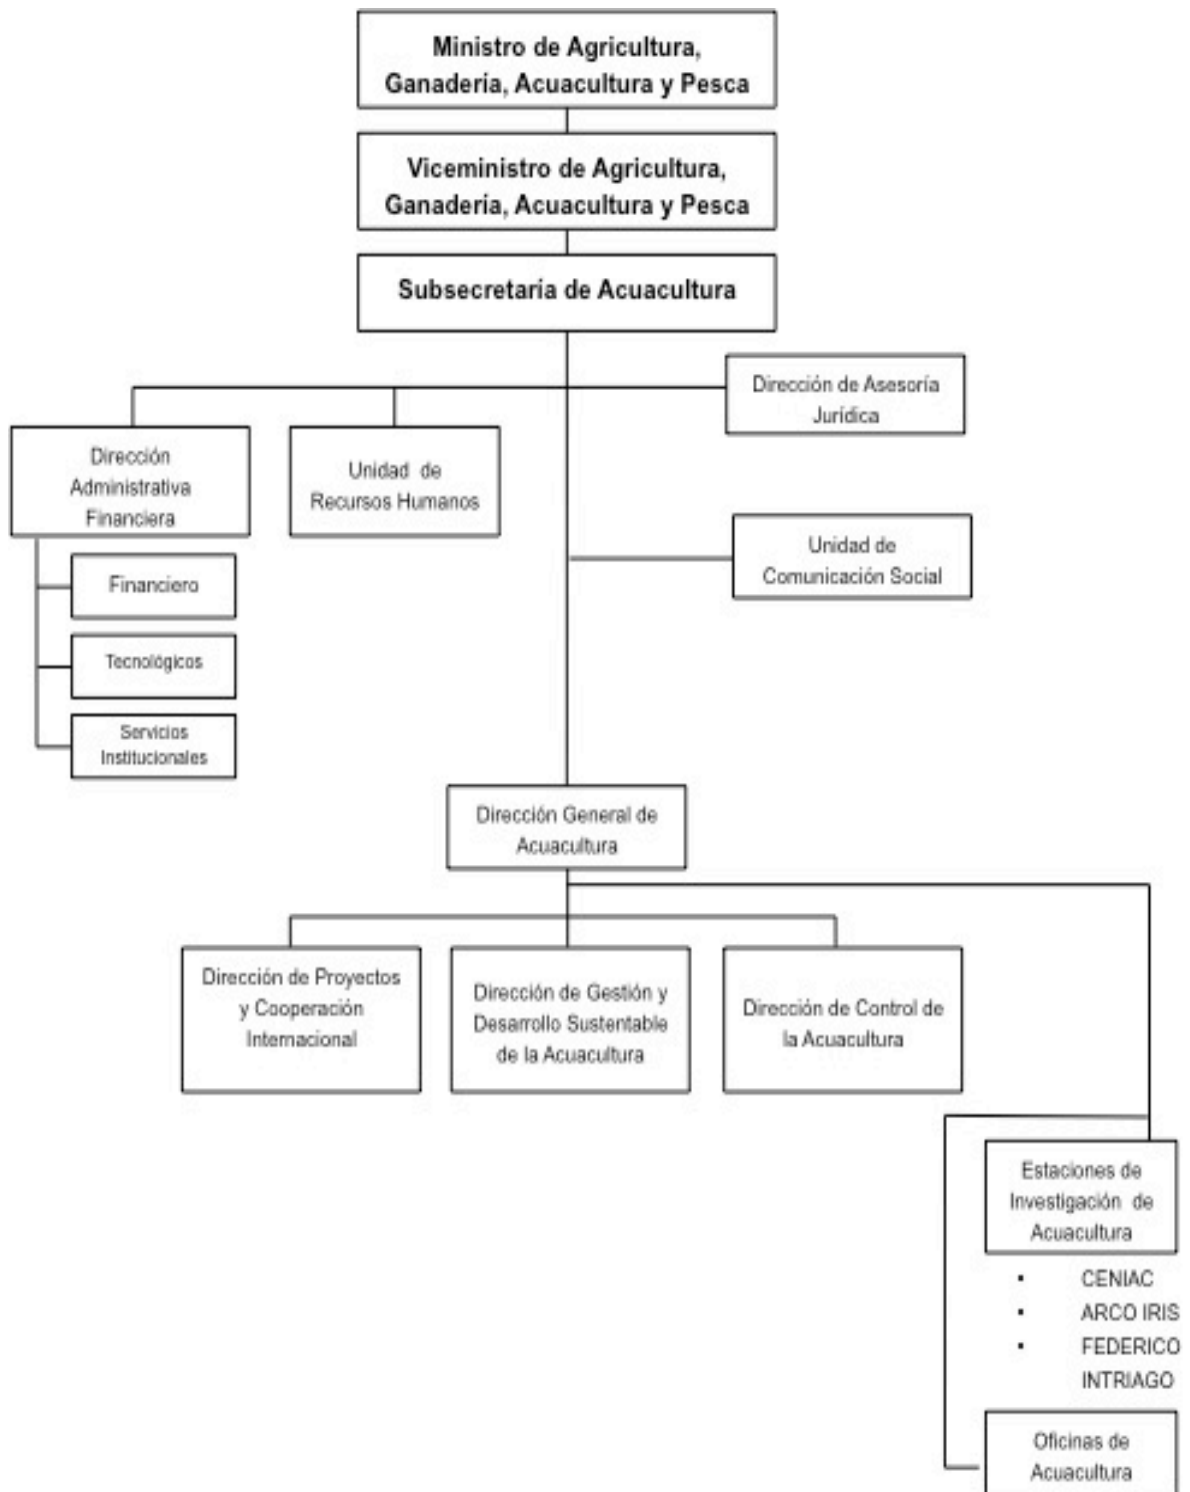 Ministro de Agricultura,
Ganaderia, Acuacultura y Pesca
Viceministro de Agricultura,
Ganaderia, Acuacultura y Pesca
Subsecretaria de Acuacultura
Dirección de Asesoría
Jurídica
Dirección
Administrativa
Financiera
Unidad de
Recursos Humanos
Unidad de
Comunicación Social
Financiero
Tecnológicos
Servicios
Institucionales
Dirección General de
Acuacultura
Dirección de Proyectos
y Cooperación
Internacional
Dirección de Gestión y
Desarrollo Sustentable
de la Acuacultura
Dirección de Control de
la Acuacultura
Estaciones de
Investigación de
Acuacultura
▪ CENIAC
▪ ARCO IRIS
▪ FEDERICO
INTRIAGO
Oficinas de
Acuacultura